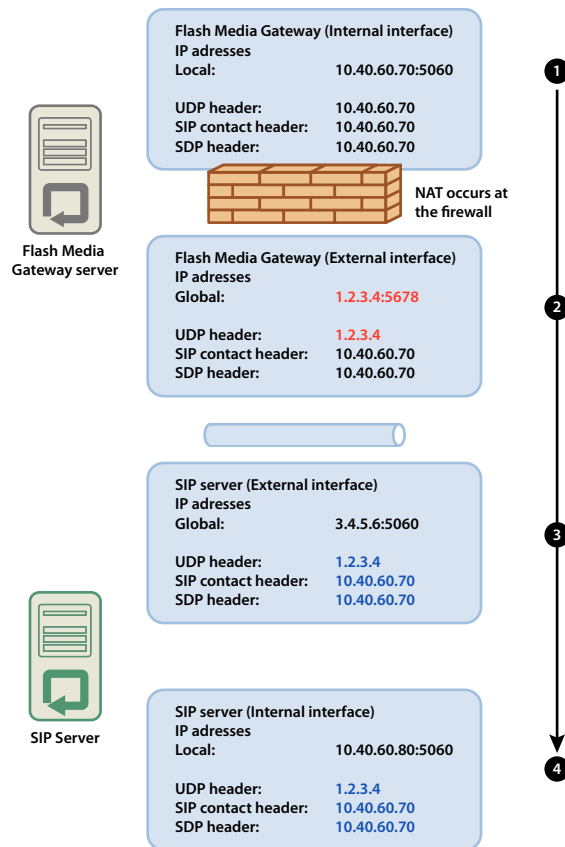 Flash Media Gateway (Internal interface)
IP adresses
Local: 10.40.60.70:5060
UDP header: 10.40.60.70
SIP contact header: 10.40.60.70
SDP header: 10.40.60.70
1
NAT occurs at
the firewall
Flash Media
Gateway server
Flash Media Gateway (External interface)
IP adresses
Global: 1.2.3.4:5678
UDP header: 1.2.3.4
SIP contact header: 10.40.60.70
SDP header: 10.40.60.70
2
SIP server (External interface)
IP adresses
Global: 3.4.5.6:5060
UDP header: 1.2.3.4
SIP contact header: 10.40.60.70
SDP header: 10.40.60.70
3
SIP Server
SIP server (Internal interface)
IP adresses
Local: 10.40.60.80:5060
UDP header: 1.2.3.4
SIP contact header: 10.40.60.70
SDP header: 10.40.60.70
4